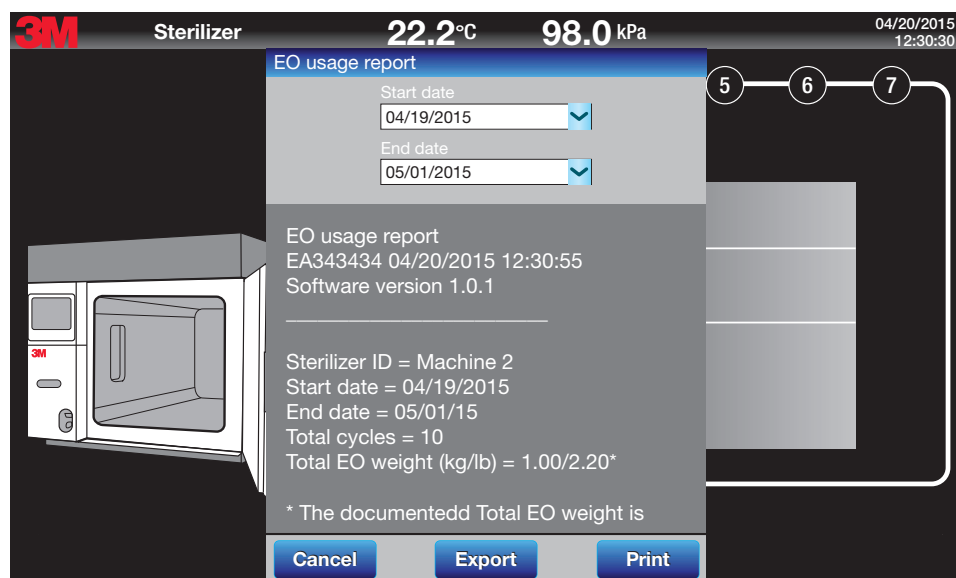 3M Sterilizer 22.2°C 98.0 kPa 04/20/2015
12:30:30
EO usage report
Start date
04/19/2015
End date
05/01/2015
5 6 7
EO usage report
EA343434 04/20/2015 12:30:55
Software version 1.0.1
Sterilizer ID = Machine 2
Start date = 04/19/2015
End date = 05/01/15
Total cycles = 10
Total EO weight (kg/lb) = 1.00/2.20*
* The documentedd Total EO weight is
3M
Cancel Export Print